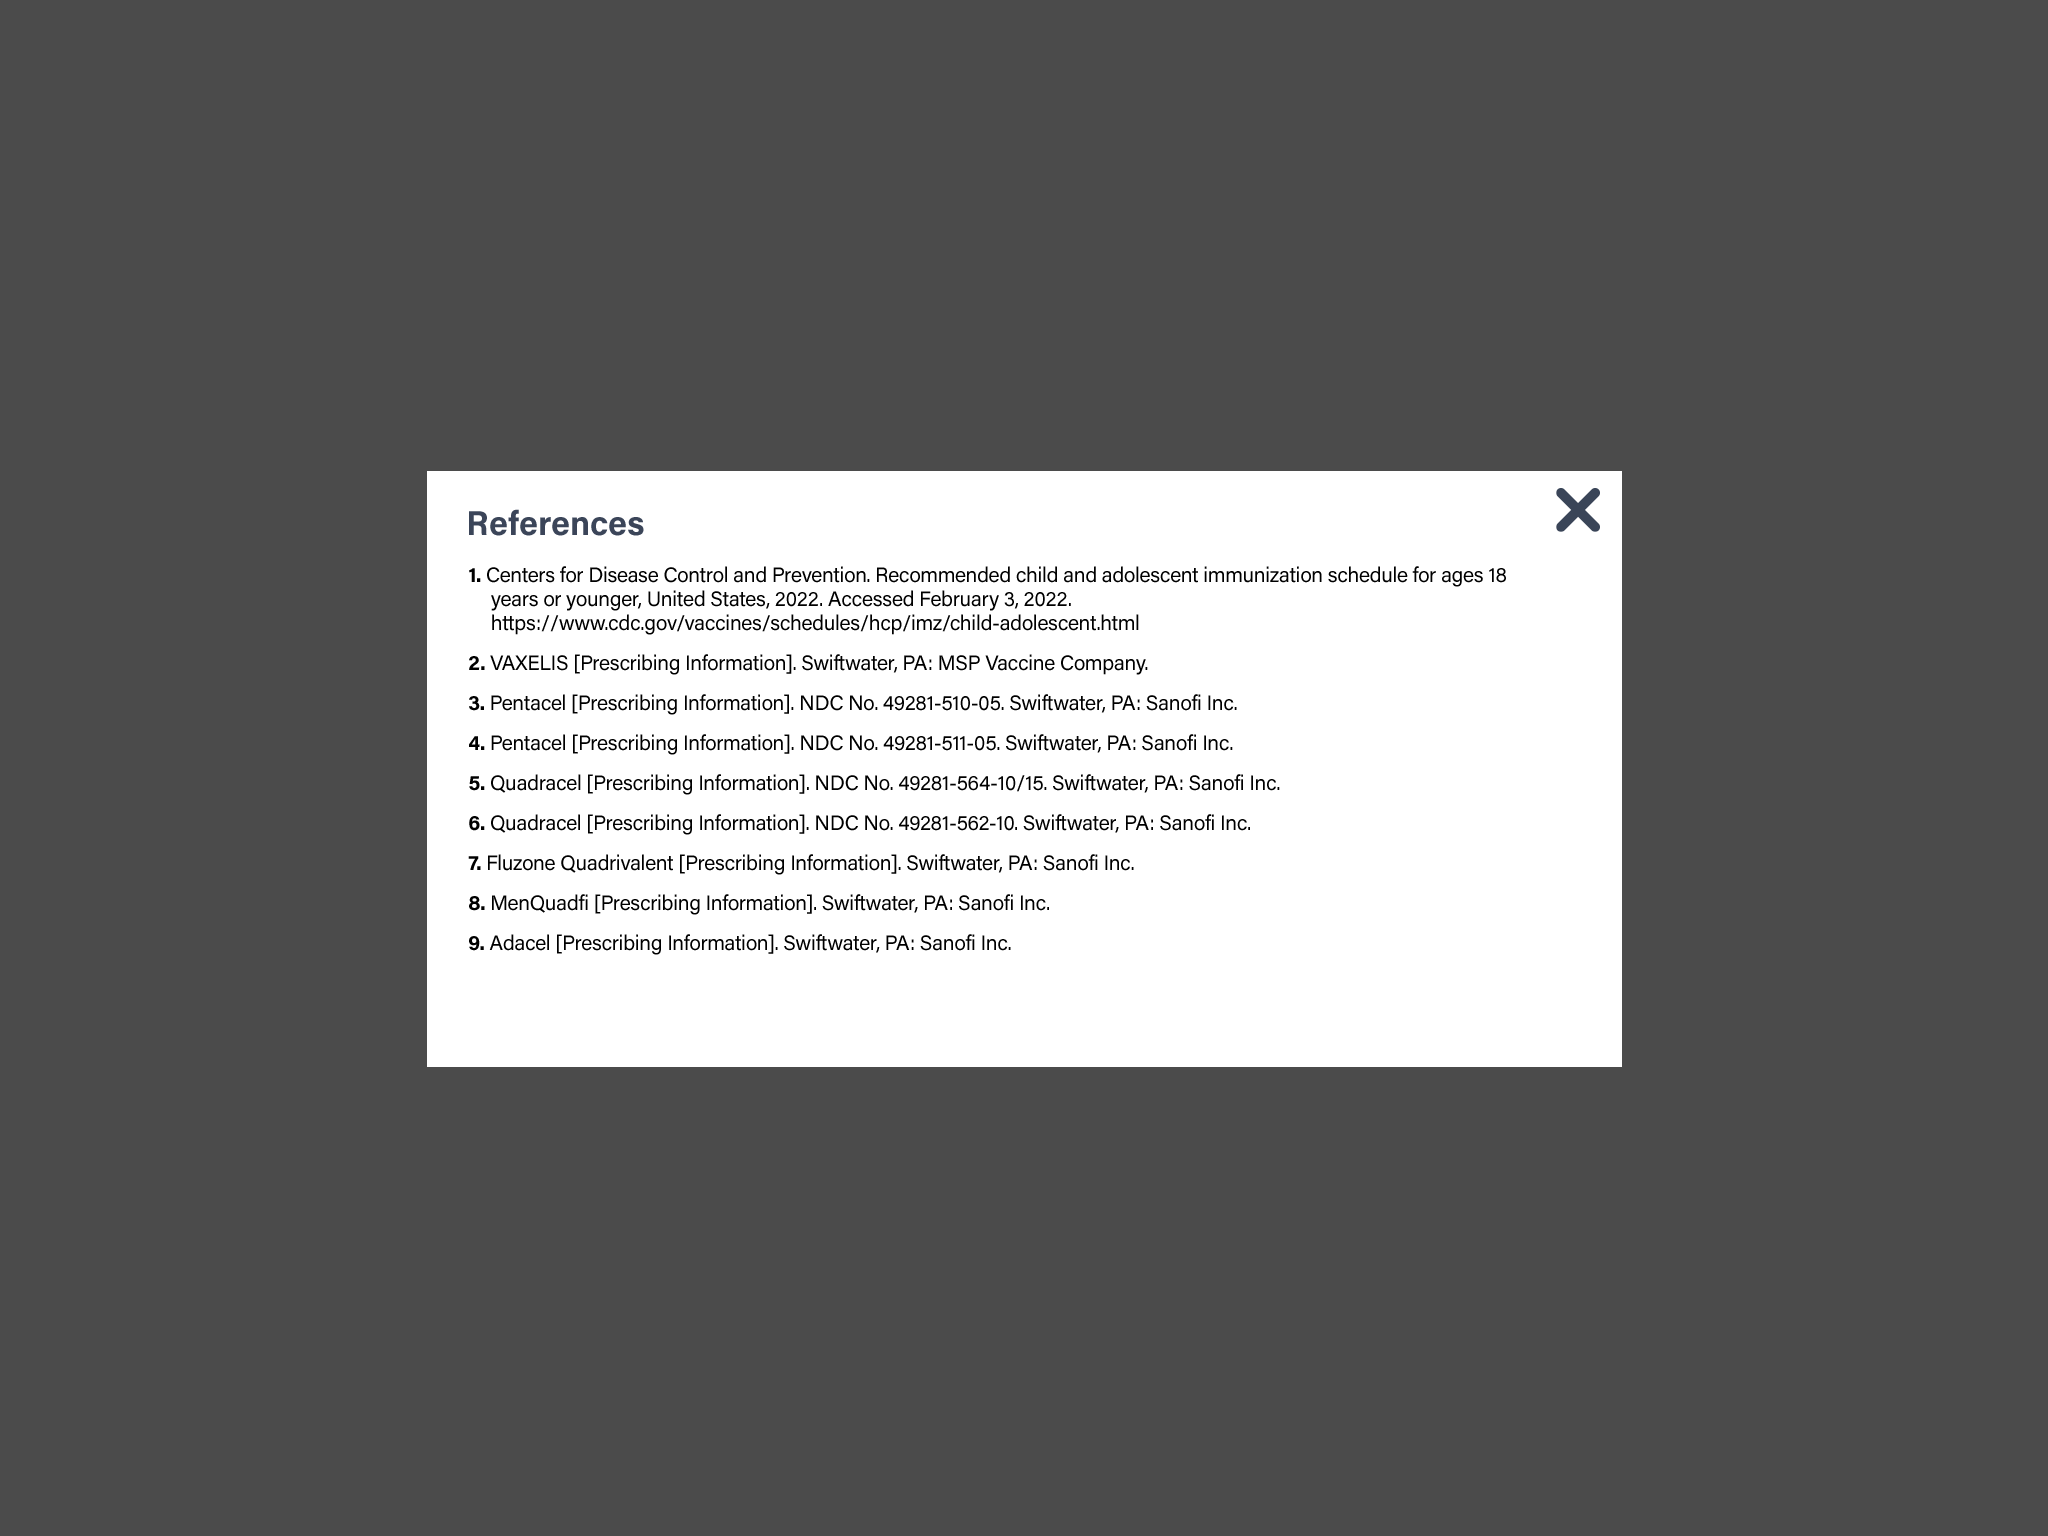 References
1. Centers for Disease Control and Prevention. Recommended child and adolescent immunization schedule for ages 18
years or younger, United States, 2022. Accessed February 3, 2022.
https://www.cdc.gov/vaccines/schedules/hcp/imz/child-adolescent.html
2. VAXELIS [Prescribing Information]. Swiftwater, PA: MSP Vaccine Company.
3. Pentacel [Prescribing Information]. NDC No. 49281-510-05. Swiftwater, PA: Sanofi Inc.
4. Pentacel [Prescribing Information]. NDC No. 49281-511-05. Swiftwater, PA: Sanofi Inc.
5. Quadracel [Prescribing Information]. NDC No. 49281-564-10/15. Swiftwater, PA: Sanofi Inc.
6. Quadracel [Prescribing Information]. NDC No. 49281-562-10. Swiftwater, PA: Sanofi Inc.
7. Fluzone Quadrivalent [Prescribing Information]. Swiftwater, PA: Sanofi Inc.
8. MenQuadfi [Prescribing Information]. Swiftwater, PA: Sanofi Inc.
9. Adacel [Prescribing Information]. Swiftwater, PA: Sanofi Inc.